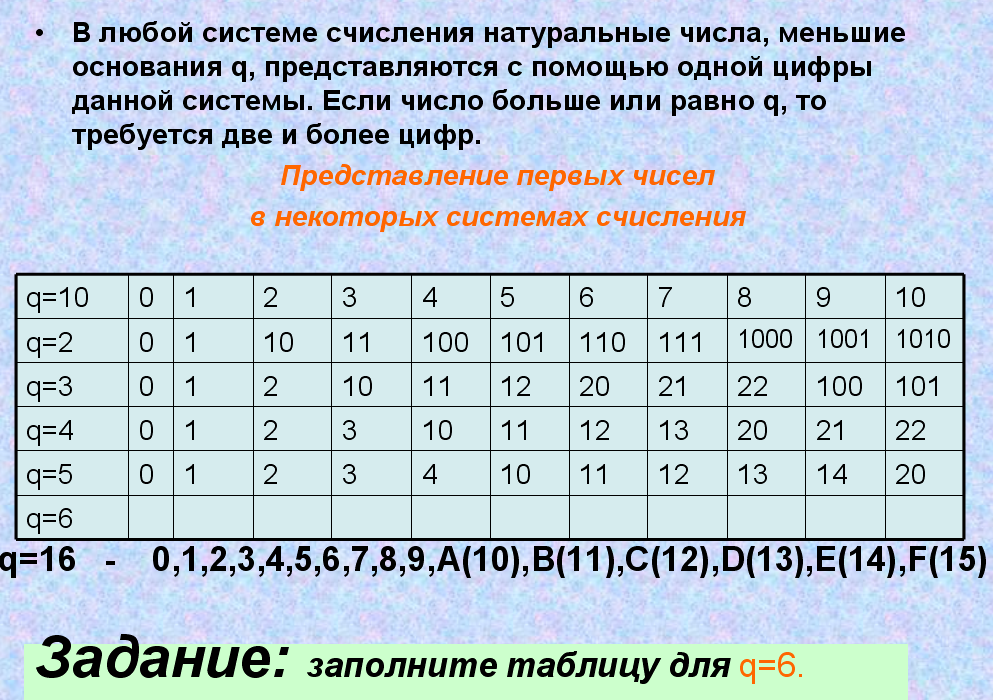 • В любой системе счисления натуральные числа, меньшие
основания q, представляются с помощью одной цифры
данной системы. Если число больше или равно q, то
требуется две и более цифр.
Представление первых чисел
в некоторых системах счисления
q=10 0 1 2 3 4 5 6 7 8 9 10
q=2 0 1 10 11 100 101 110 111 1000 1001 1010
q=3 0 1 2 10 11 12 20 21 22 100 101
q=4 0 1 2 3 10 11 12 13 20 21 22
q=5 0 1 2 3 4 10 11 12 13 14 20
q=6
q=16 - 0,1,2,3,4,5,6,7,8,9,A(10),B(11),C(12),D(13),E(14),F(15)
Задание: заполните таблицу для q=6.